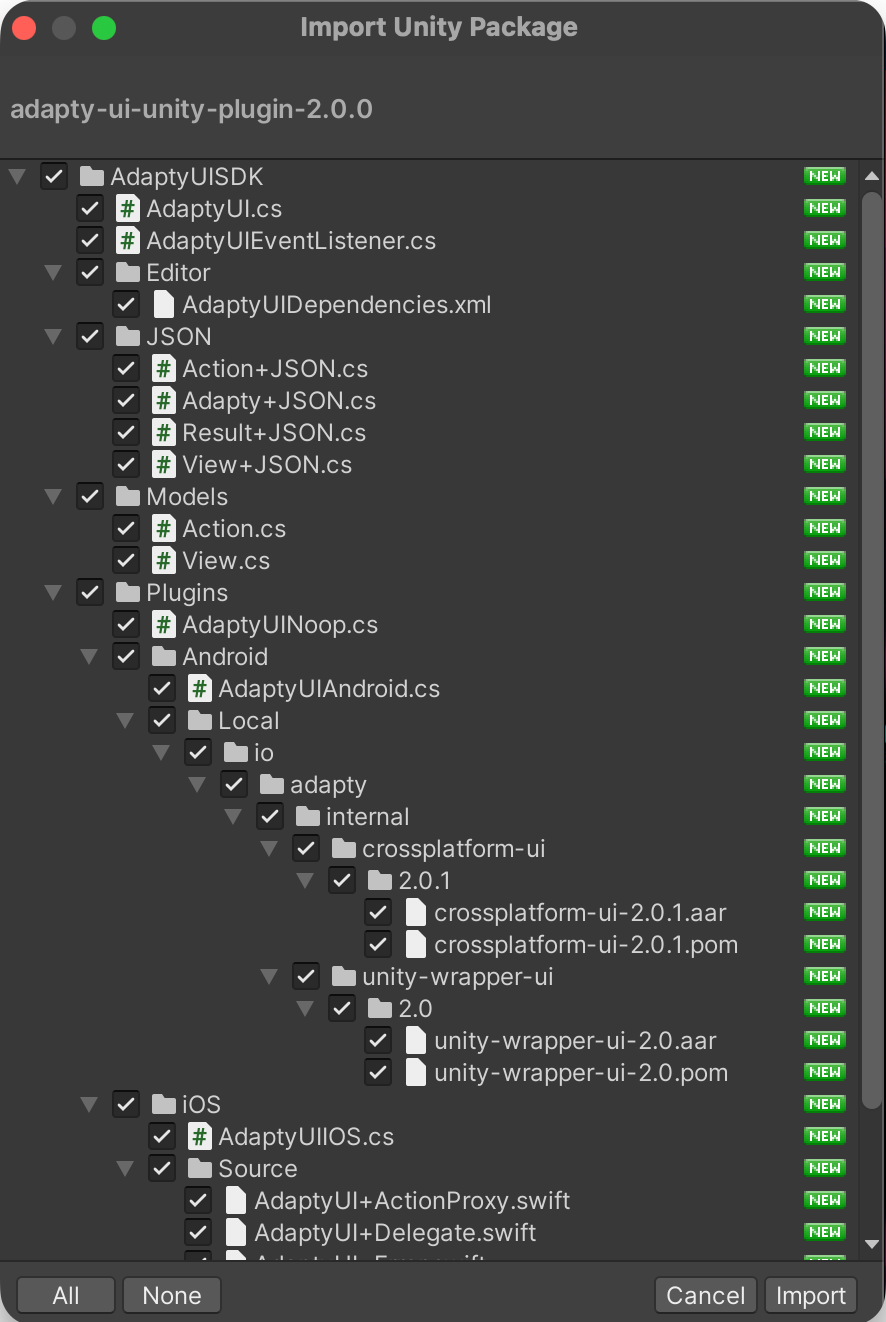 Import Unity Package
adapty-ui-unity-plugin-2.0.0
AdaptyUISDK NEW
AdaptyUI.cs NEW
AdaptyUIEventListener.cs NEW
Editor NEW
AdaptyUIDependencies.xml NEW
JSON NEW
Action+JSON.cs NEW
Adapty+JSON.cs NEW
Result+JSON.cs NEW
View+JSON.cs NEW
Models NEW
Action.cs NEW
View.cs NEW
Plugins NEW
AdaptyUINoop.cs NEW
Android NEW
AdaptyUIAndroid.cs NEW
Local NEW
io NEW
adapty NEW
internal NEW
crossplatform-ui NEW
2.0.1 NEW
crossplatform-ui-2.0.1.aar NEW
crossplatform-ui-2.0.1.pom NEW
unity-wrapper-ui NEW
2.0 NEW
unity-wrapper-ui-2.0.aar NEW
unity-wrapper-ui-2.0.pom NEW
iOS NEW
AdaptyUIIOS.cs NEW
Source NEW
AdaptyUI+ActionProxy.swift NEW
AdaptyUI+Delegate.swift NEW
All None Cancel Import